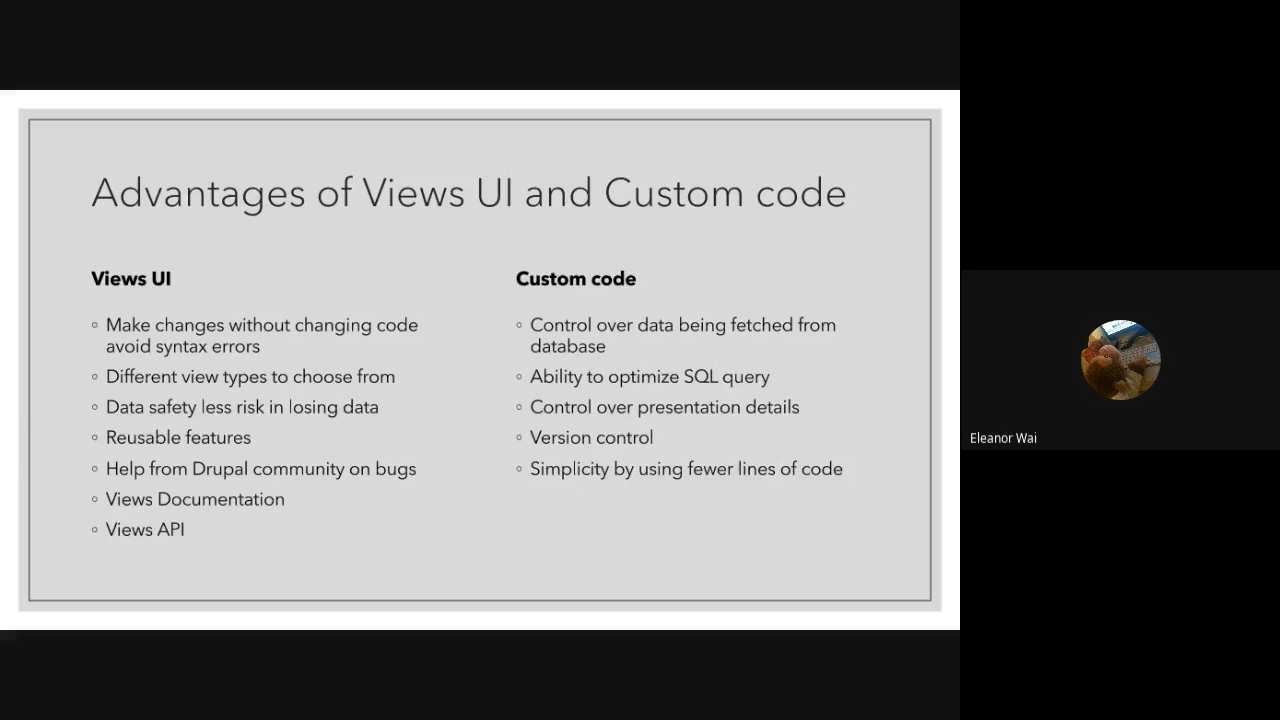 Advantages of Views UI and Custom code
Views UI
◦ Make changes without changing code
avoid syntax errors
◦ Different view types to choose from
◦ Data safety less risk in losing data
◦ Reusable features
◦ Help from Drupal community on bugs
◦ Views Documentation
◦ Views API
Custom code
◦ Control over data being fetched from
database
◦ Ability to optimize SQL query
◦ Control over presentation details
◦ Version control
◦ Simplicity by using fewer lines of code
Eleanor Wai